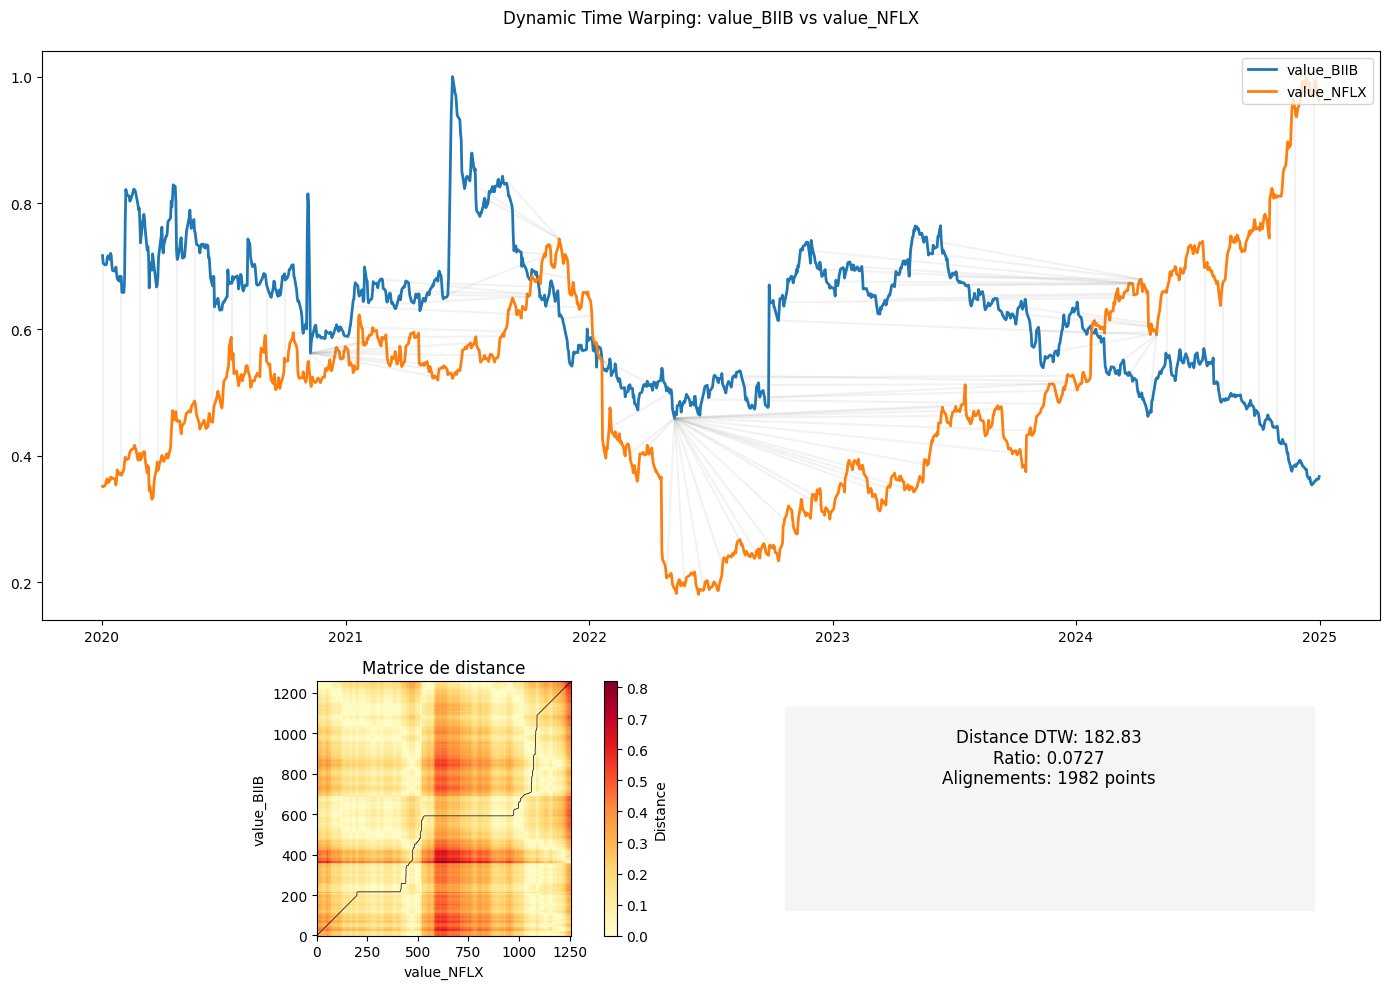 Dynamic Time Warping: value_BIIB vs value_NFLX
value_BIIB
value_NFLX
1.0
0.8
0.6
0.4
0.2
2020 2021 2022 2023 2024 2025
Matrice de distance
1200
1000
800
600
400
200
0
value_BIIB
0 250 500 750 1000 1250
value_NFLX
0.8
0.7
0.6
0.5
0.4
0.3
0.2
0.1
0.0
Distance
Distance DTW: 182.83
Ratio: 0.0727
Alignements: 1982 points